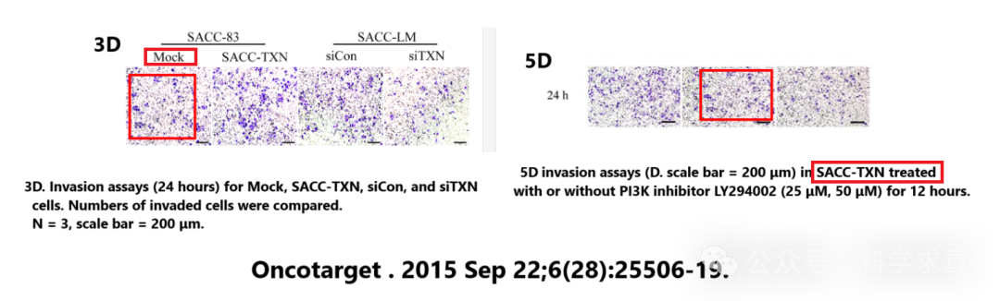 3D
SACC-83
SACC-LM
Mock
SACC-TXN
siCon
siTXN
3D. Invasion assays (24 hours) for Mock, SACC-TXN, siCon, and siTXN
cells. Numbers of invaded cells were compared.
N = 3, scale bar = 200 μm.
5D
24 h
5D invasion assays (D. scale bar = 200 μm) in SACC-TXN treated
with or without PI3K inhibitor LY294002 (25 μM, 50 μM) for 12 hours.
Oncotarget . 2015 Sep 22;6(28):25506-19.
公众号 · 科学求真